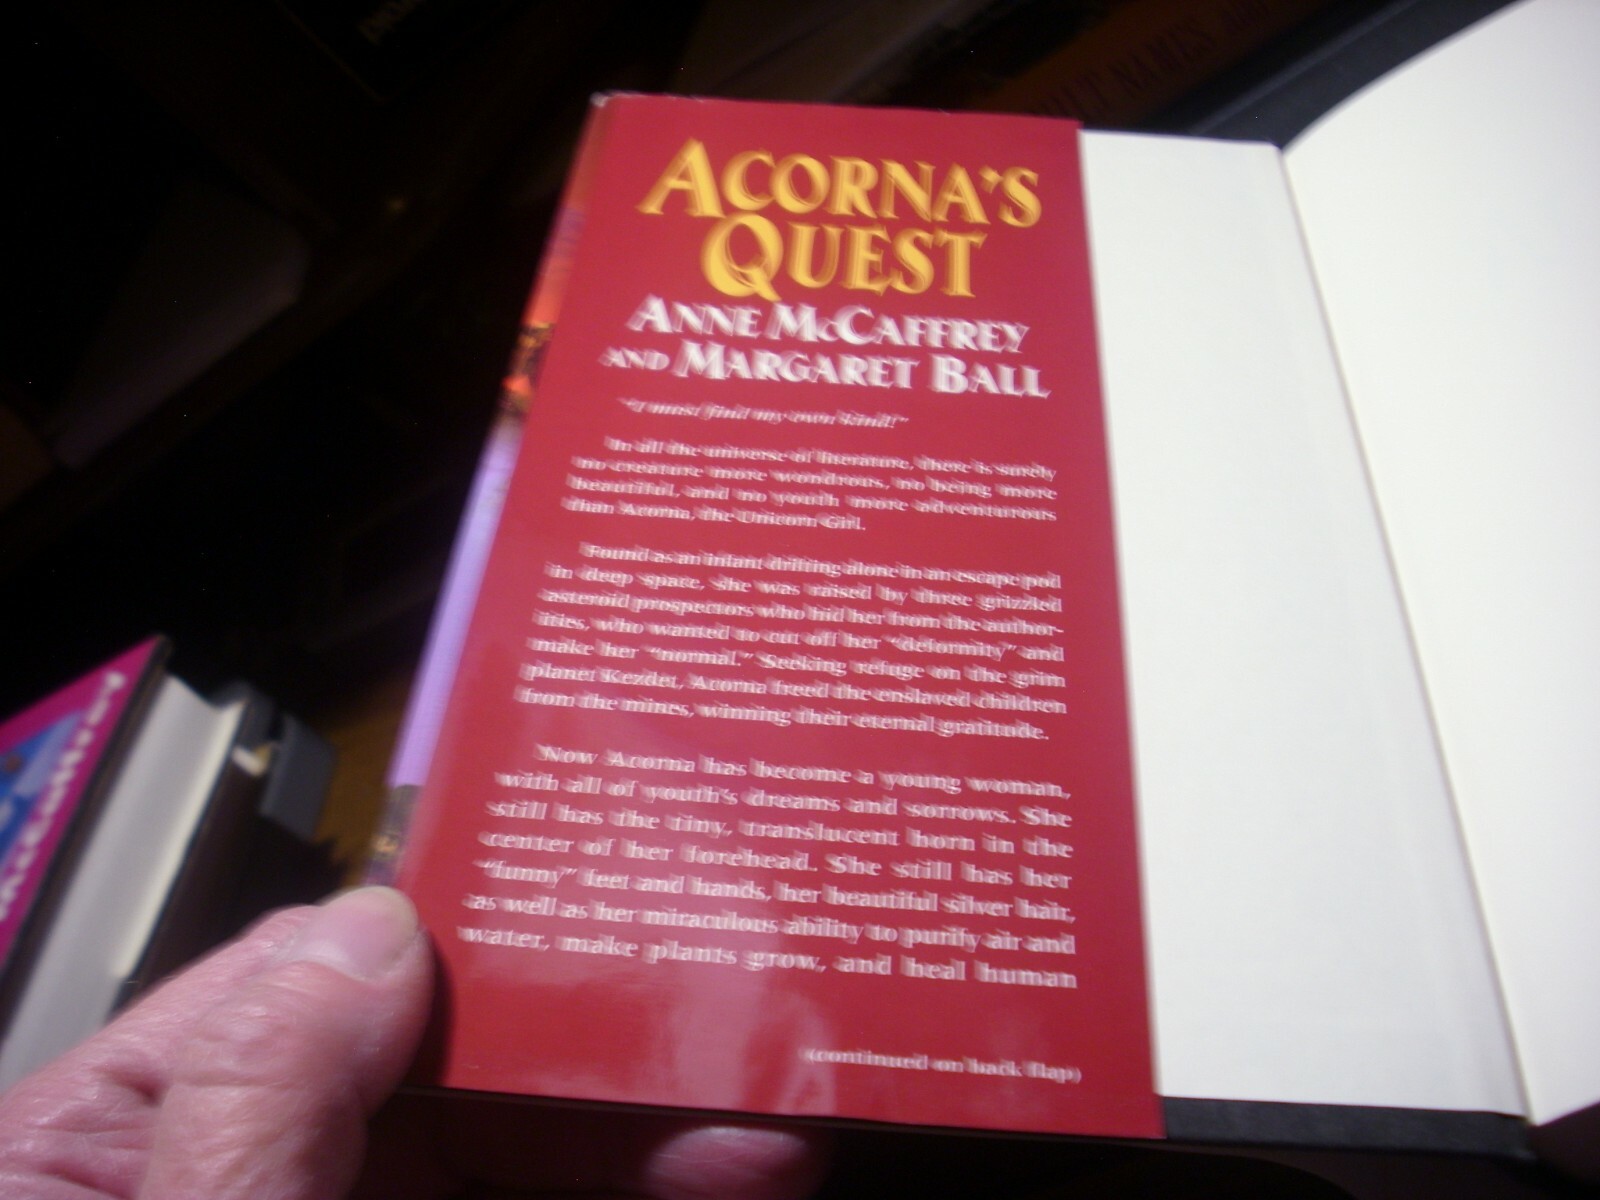 ACORNA'S
QUEST
ANNE MCCAFFREY
AND MARGARET BALL
"I must find my own kind!"
In all the universe of literature, there is surely
no creature more wondrous, no being more
beautiful, and no youth more adventurous
than Acorna, the Unicorn Girl.
Found as an infant drifting alone in an escape pod
in deep space, she was raised by three grizzled
asteroid prospectors who hid her from the author-
ities, who wanted to cut off her "deformity" and
make her "normal." Seeking refuge on the grim
planet Kezdet, Acorna freed the enslaved children
from the mines, winning their eternal gratitude.
Now Acorna has become a young woman,
with all of youth's dreams and sorrows. She
still has the tiny, translucent horn in the
center of her forehead. She still has her
"funny" feet and hands, her beautiful silver hair,
as well as her miraculous ability to purify air and
water, make plants grow, and heal human
(continued on back flap)